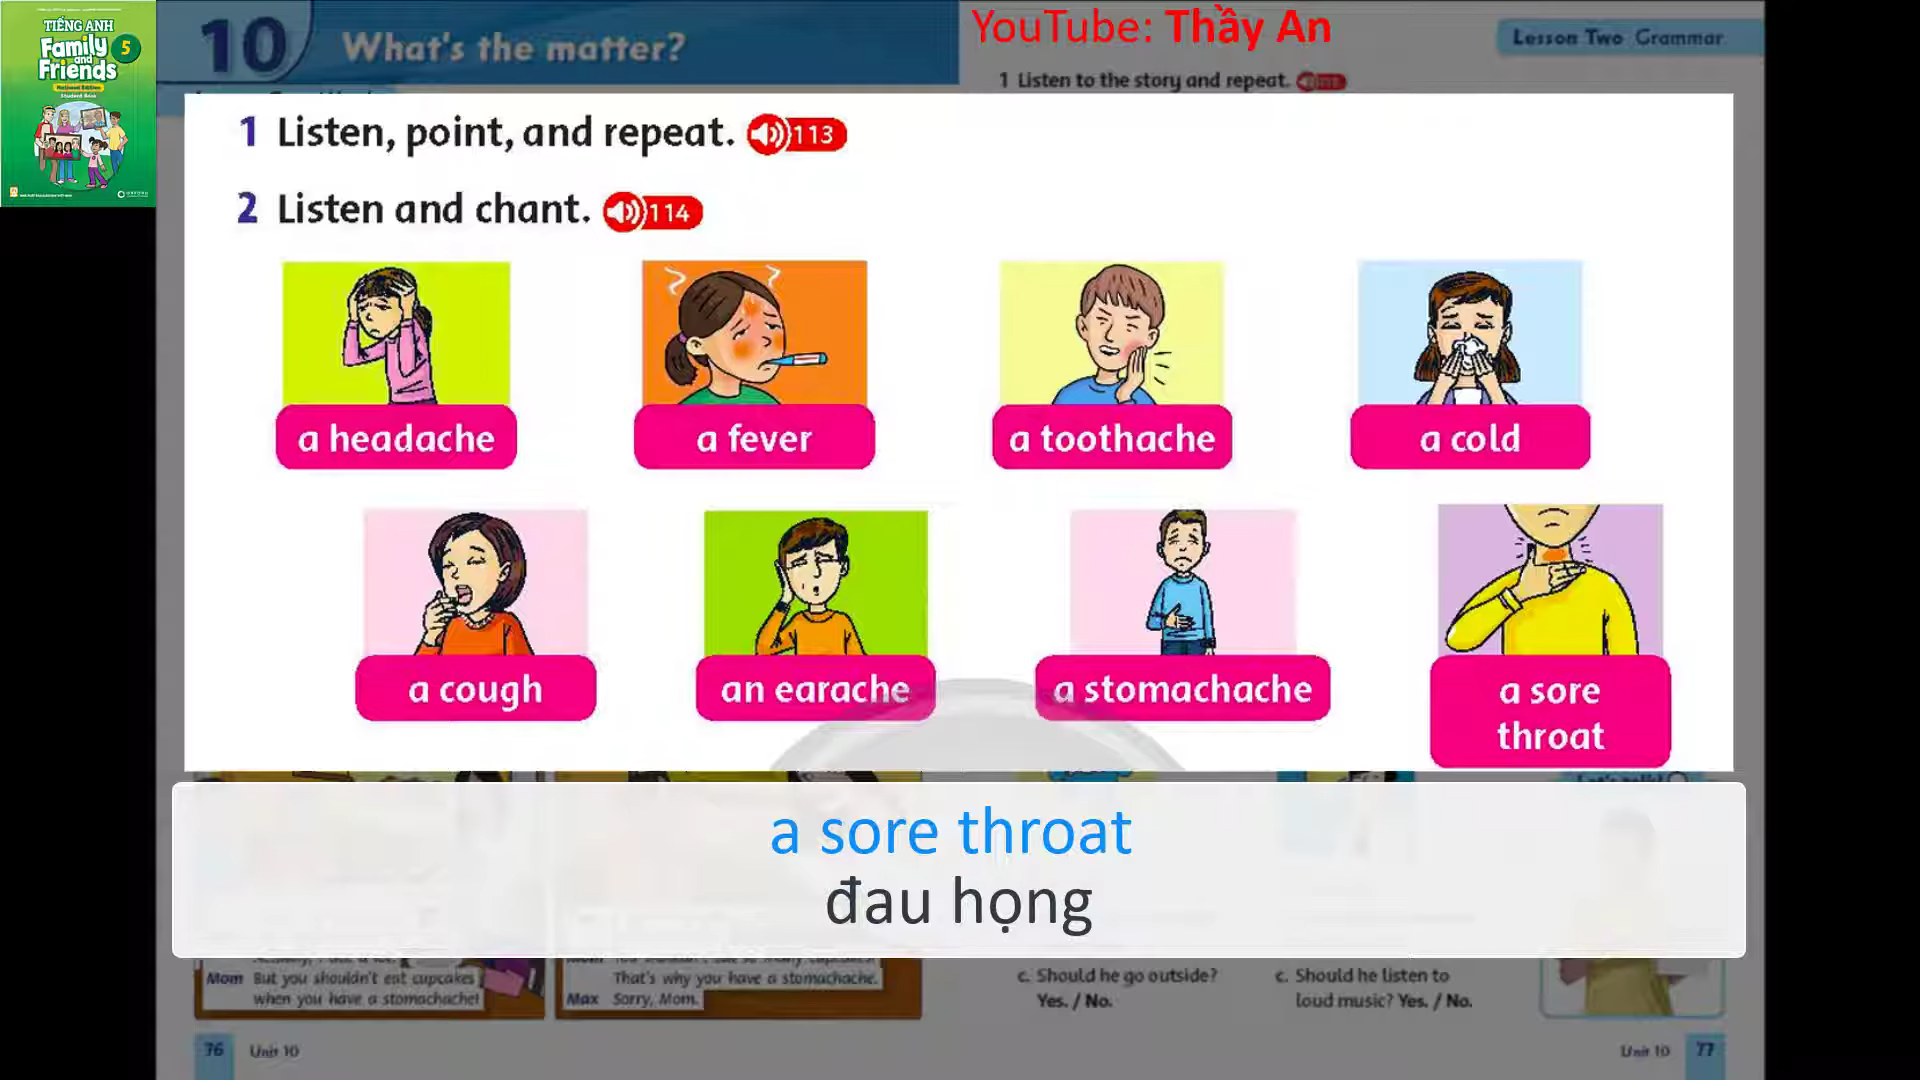 TIẾNG ANH
Family and Friends 5
National Edition
Student Book
10 What's the matter?
YouTube: Thầy An
Lesson Two Grammar
1 Listen to the story and repeat.
1 Listen, point, and repeat. 113
2 Listen and chant. 114
a headache
a fever
a toothache
a cold
a cough
an earache
a stomachache
a sore
throat
a sore throat
đau họng
Mom But you shouldn't eat cupcakes
when you have a stomachache!
That's why you have a stomachache.
Max Sorry, Mom.
c. Should he go outside?
Yes. / No.
c. Should he listen to
loud music? Yes. / No.
76 Unit 10
Unit 10 77